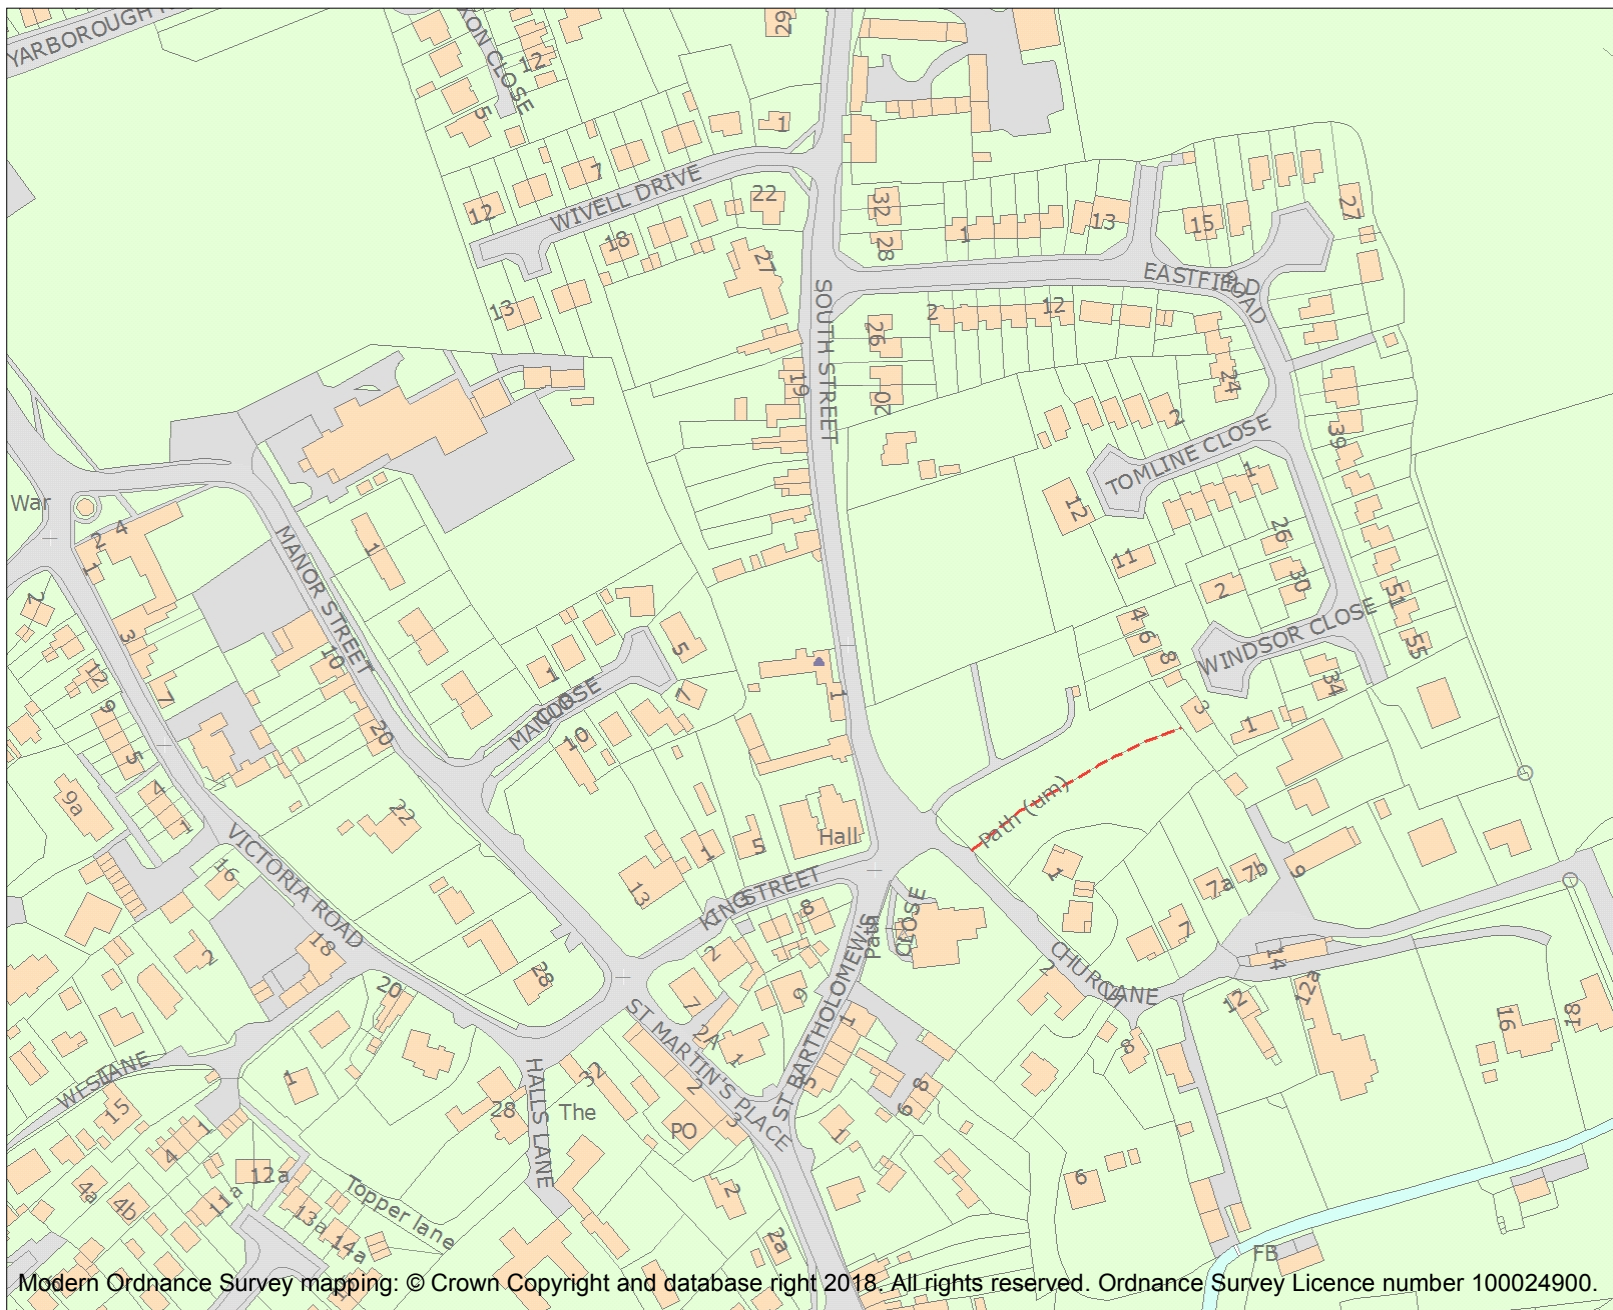 YARBOROUGH
XON CLOSE
12
5
29
1
7
WIVELL DRIVE
12
22
18
13
27
32
28
1
13
15
27
EASTFIELD
ROAD
SOUTH STREET
2
12
26
19
20
24
2
TOMLINE CLOSE
39
1
12
War
4
2
1
1
MANOR STREET
26
11
30
2
51
WINDSOR CLOSE
55
2
3
10
12
7
9
5
20
5
1
7
MANOR
CLOSE
10
1
4
6
8
34
3
1
9a
4
1
22
Path (um)
Hall
VICTORIA ROAD
16
1
5
13
KING STREET
8
1
7a
7b
9
7
18
2
28
2
Path
CLOSE
CHURCH
LANE
2
14
12
12a
20
7
9
ST MARTIN'S PLACE
2A
1
ST BARTHOLOMEW'S
1
5
8
16
18
WEST
LANE
1
15
1
4
HALLS LANE
28
32
The
2
3
PO
1
8
6
4a
4b
12a
11a
13a
14a
Topper lane
2
2a
6
FB
Modern Ordnance Survey mapping: © Crown Copyright and database right 2018. All rights reserved. Ordnance Survey Licence number 100024900.